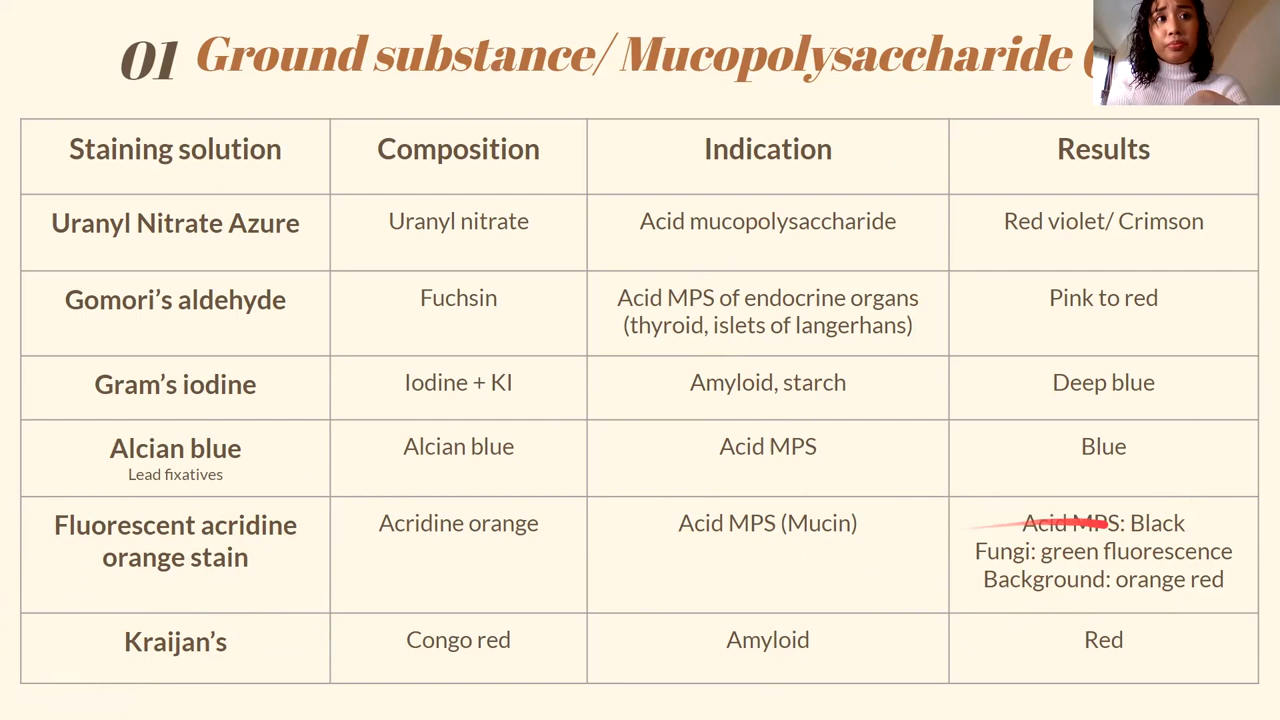 01 Ground substance/ Mucopolysaccharide (
Staining solution Composition Indication Results
Uranyl Nitrate Azure Uranyl nitrate Acid mucopolysaccharide Red violet/ Crimson
Gomori's aldehyde Fuchsin Acid MPS of endocrine organs Pink to red
(thyroid, islets of langerhans)
Gram's iodine Iodine + KI Amyloid, starch Deep blue
Alcian blue Alcian blue Acid MPS Blue
Lead fixatives
Fluorescent acridine Acridine orange Acid MPS (Mucin) Acid MPS: Black
orange stain Fungi: green fluorescence
Background: orange red
Kraijan's Congo red Amyloid Red